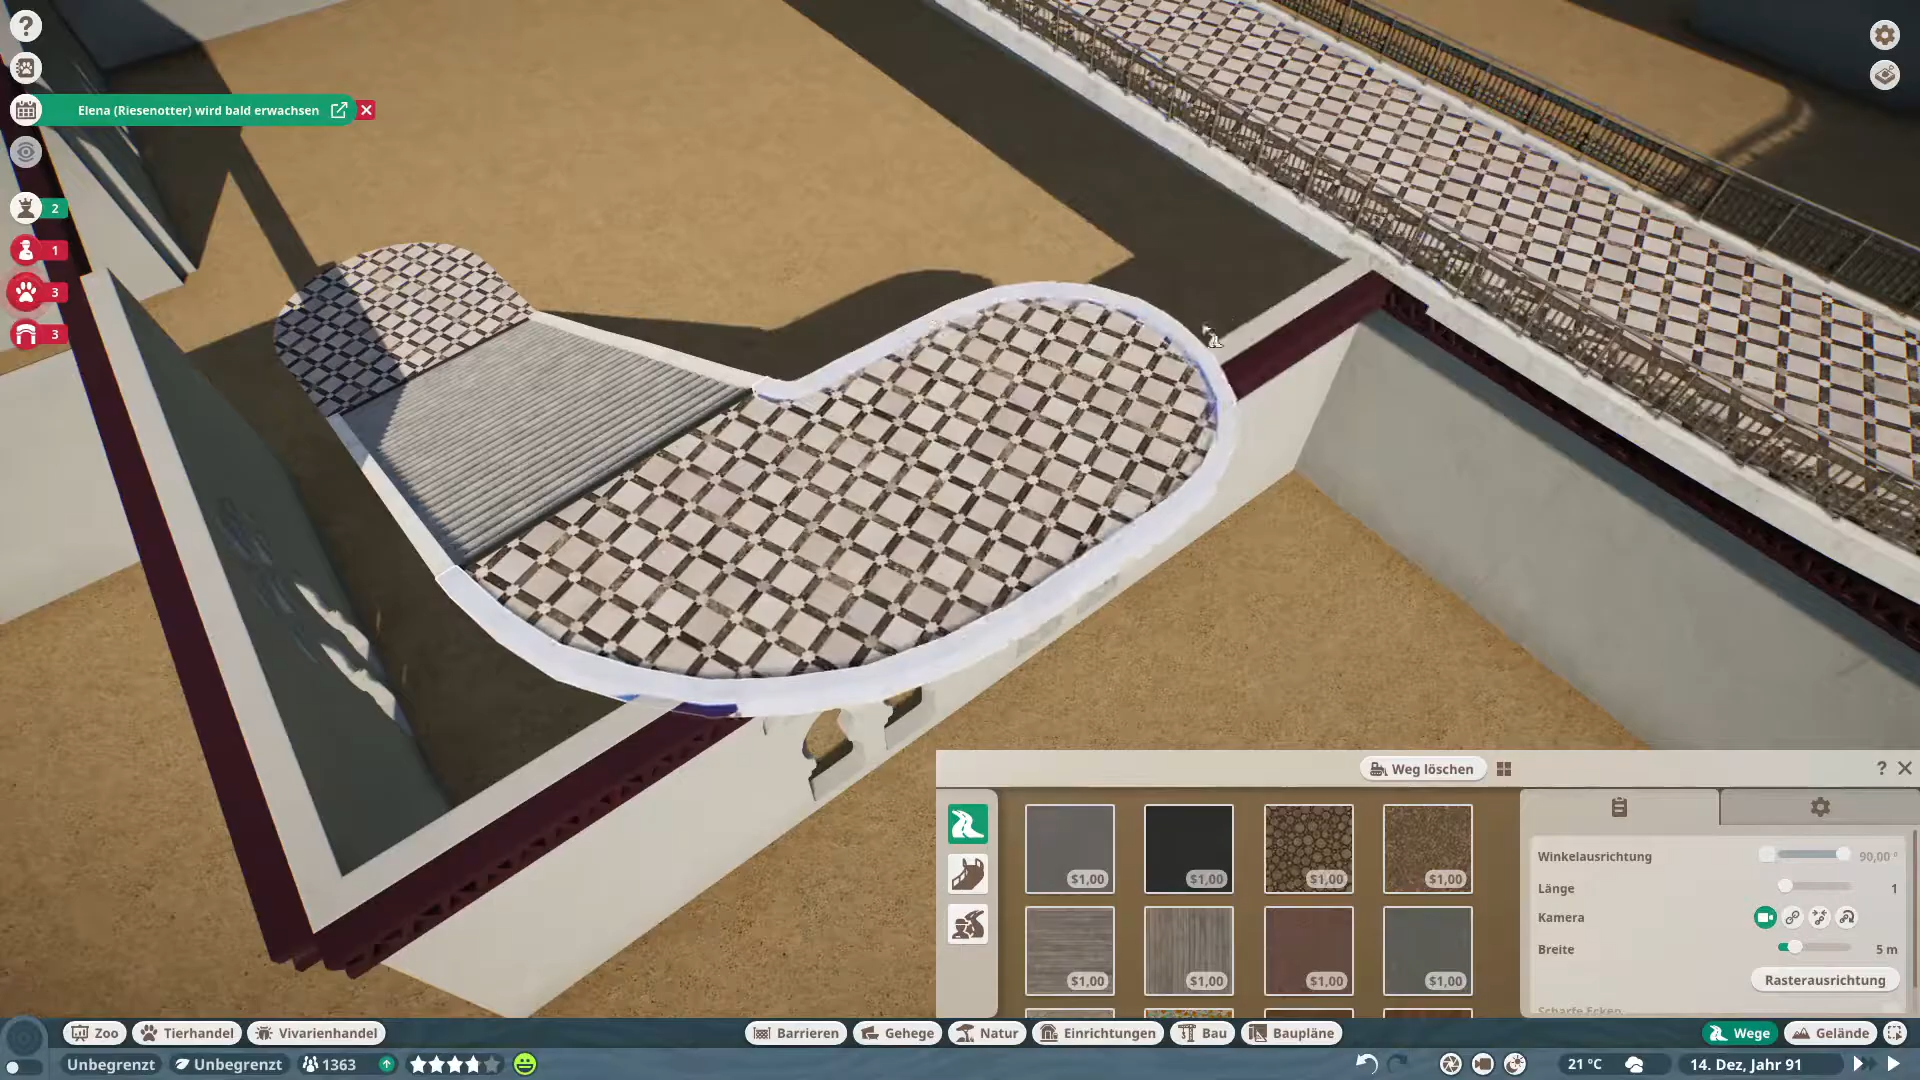 ?
Elena (Riesenotter) wird bald erwachsen
2
1
3
3
Weg löschen
?
$1,00
$1,00
$1,00
$1,00
$1,00
$1,00
$1,00
$1,00
Winkelausrichtung
90,00 °
Länge
1
Kamera
Breite
5 m
Rasterausrichtung
Scharfe Ecken
Zoo
Tierhandel
Vivarienhandel
Barrieren
Gehege
Natur
Einrichtungen
Bau
Baupläne
Wege
Gelände
Unbegrenzt
Unbegrenzt
1363
21 °C
14. Dez, Jahr 91